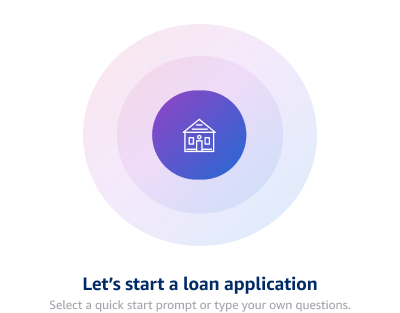 Let's start a loan application
Select a quick start prompt or type your own questions.